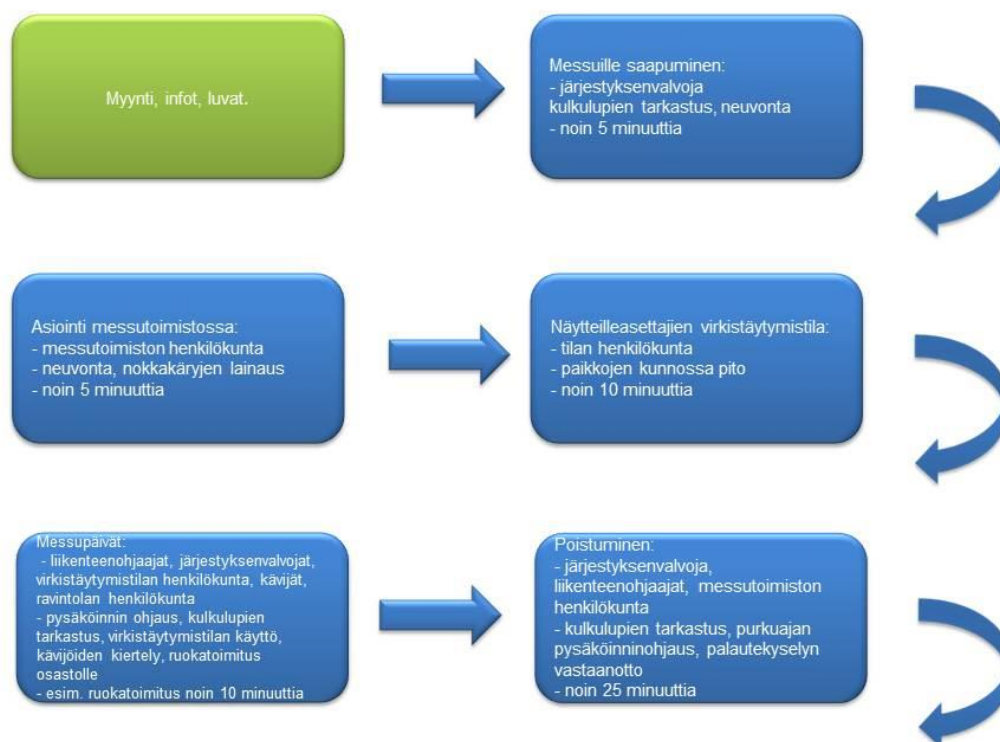 Myynti, infot, luvat.
Messuille saapuminen:
- järjestyksenvalvoja
kulkulupien tarkastus, neuvonta
- noin 5 minuuttia
Asiointi messutoimistossa:
- messutoimiston henkilökunta
- neuvonta, nokkakäryjen lainaus
- noin 5 minuuttia
Näytteilleasettajien virkistäytymistila:
- tilan henkilökunta
- paikkojen kunnossa pito
- noin 10 minuuttia
Messupäivät:
- liikenteenohjaajat, järjestyksenvalvojat,
virkistäytymistilan henkilökunta, kävijät,
ravintolan henkilökunta
- pysäköinnin ohjaus, kulkulupien
tarkastus, virkistäytymistilan käyttö,
kävijöiden kiertely, ruokatoimitus
osastolle
- esim. ruokatoimitus noin 10 minuuttia
Poistuminen:
- järjestyksenvalvoja,
liikenteenohjaajat, messutoimiston
henkilökunta
- kulkulupien tarkastus, purkuajan
pysäköinninohjaus, palautekyselyn
vastaanotto
- noin 25 minuuttia